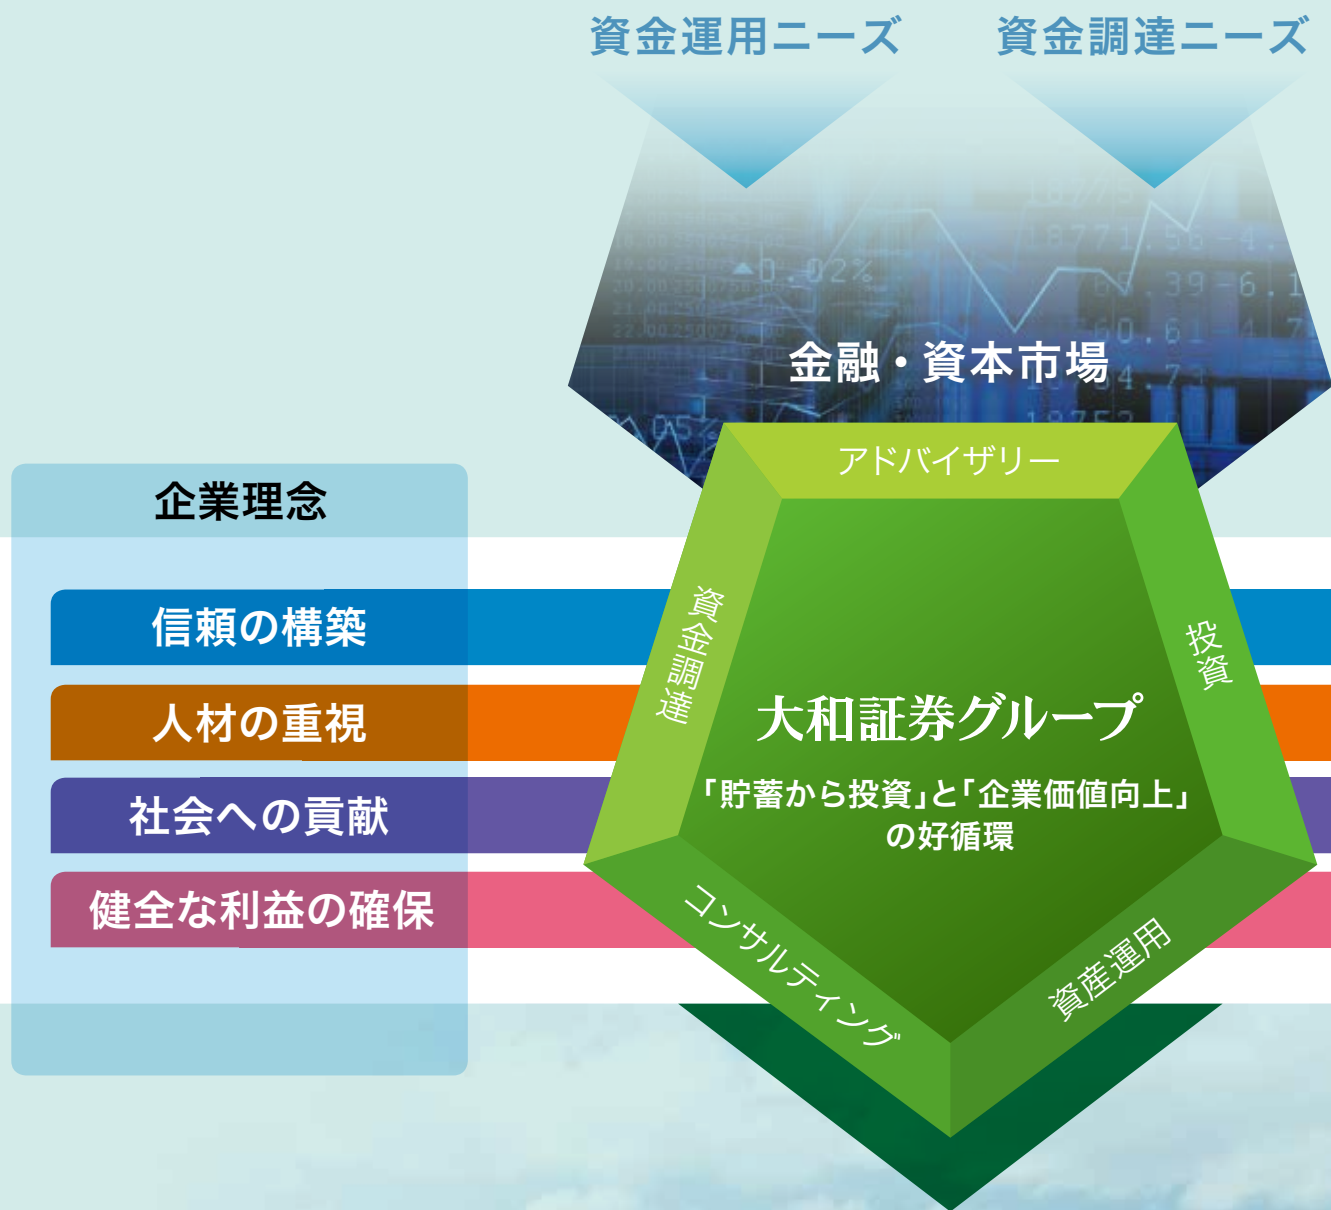 資金運用ニーズ
資金調達ニーズ
▲0.02%
金融・資本市場
企業理念
信頼の構築
人材の重視
社会への貢献
健全な利益の確保
アドバイザリー
資金調達
投資
大和証券グループ
「貯蓄から投資」と「企業価値向上」
の好循環
コンサルティング
資産運用